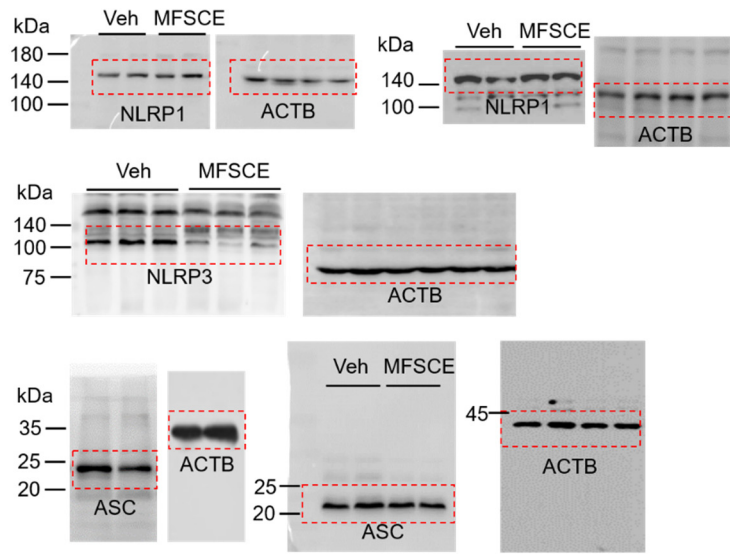 kDa Veh MFSCE
180
140
100
NLRP1 ACTB
kDa Veh MFSCE
140
100
NLRP1
ACTB
kDa Veh MFSCE
140
100
75
NLRP3 ACTB
kDa
35
25
20
ASC
ACTB
Veh MFSCE
25
20
ASC
45
ACTB